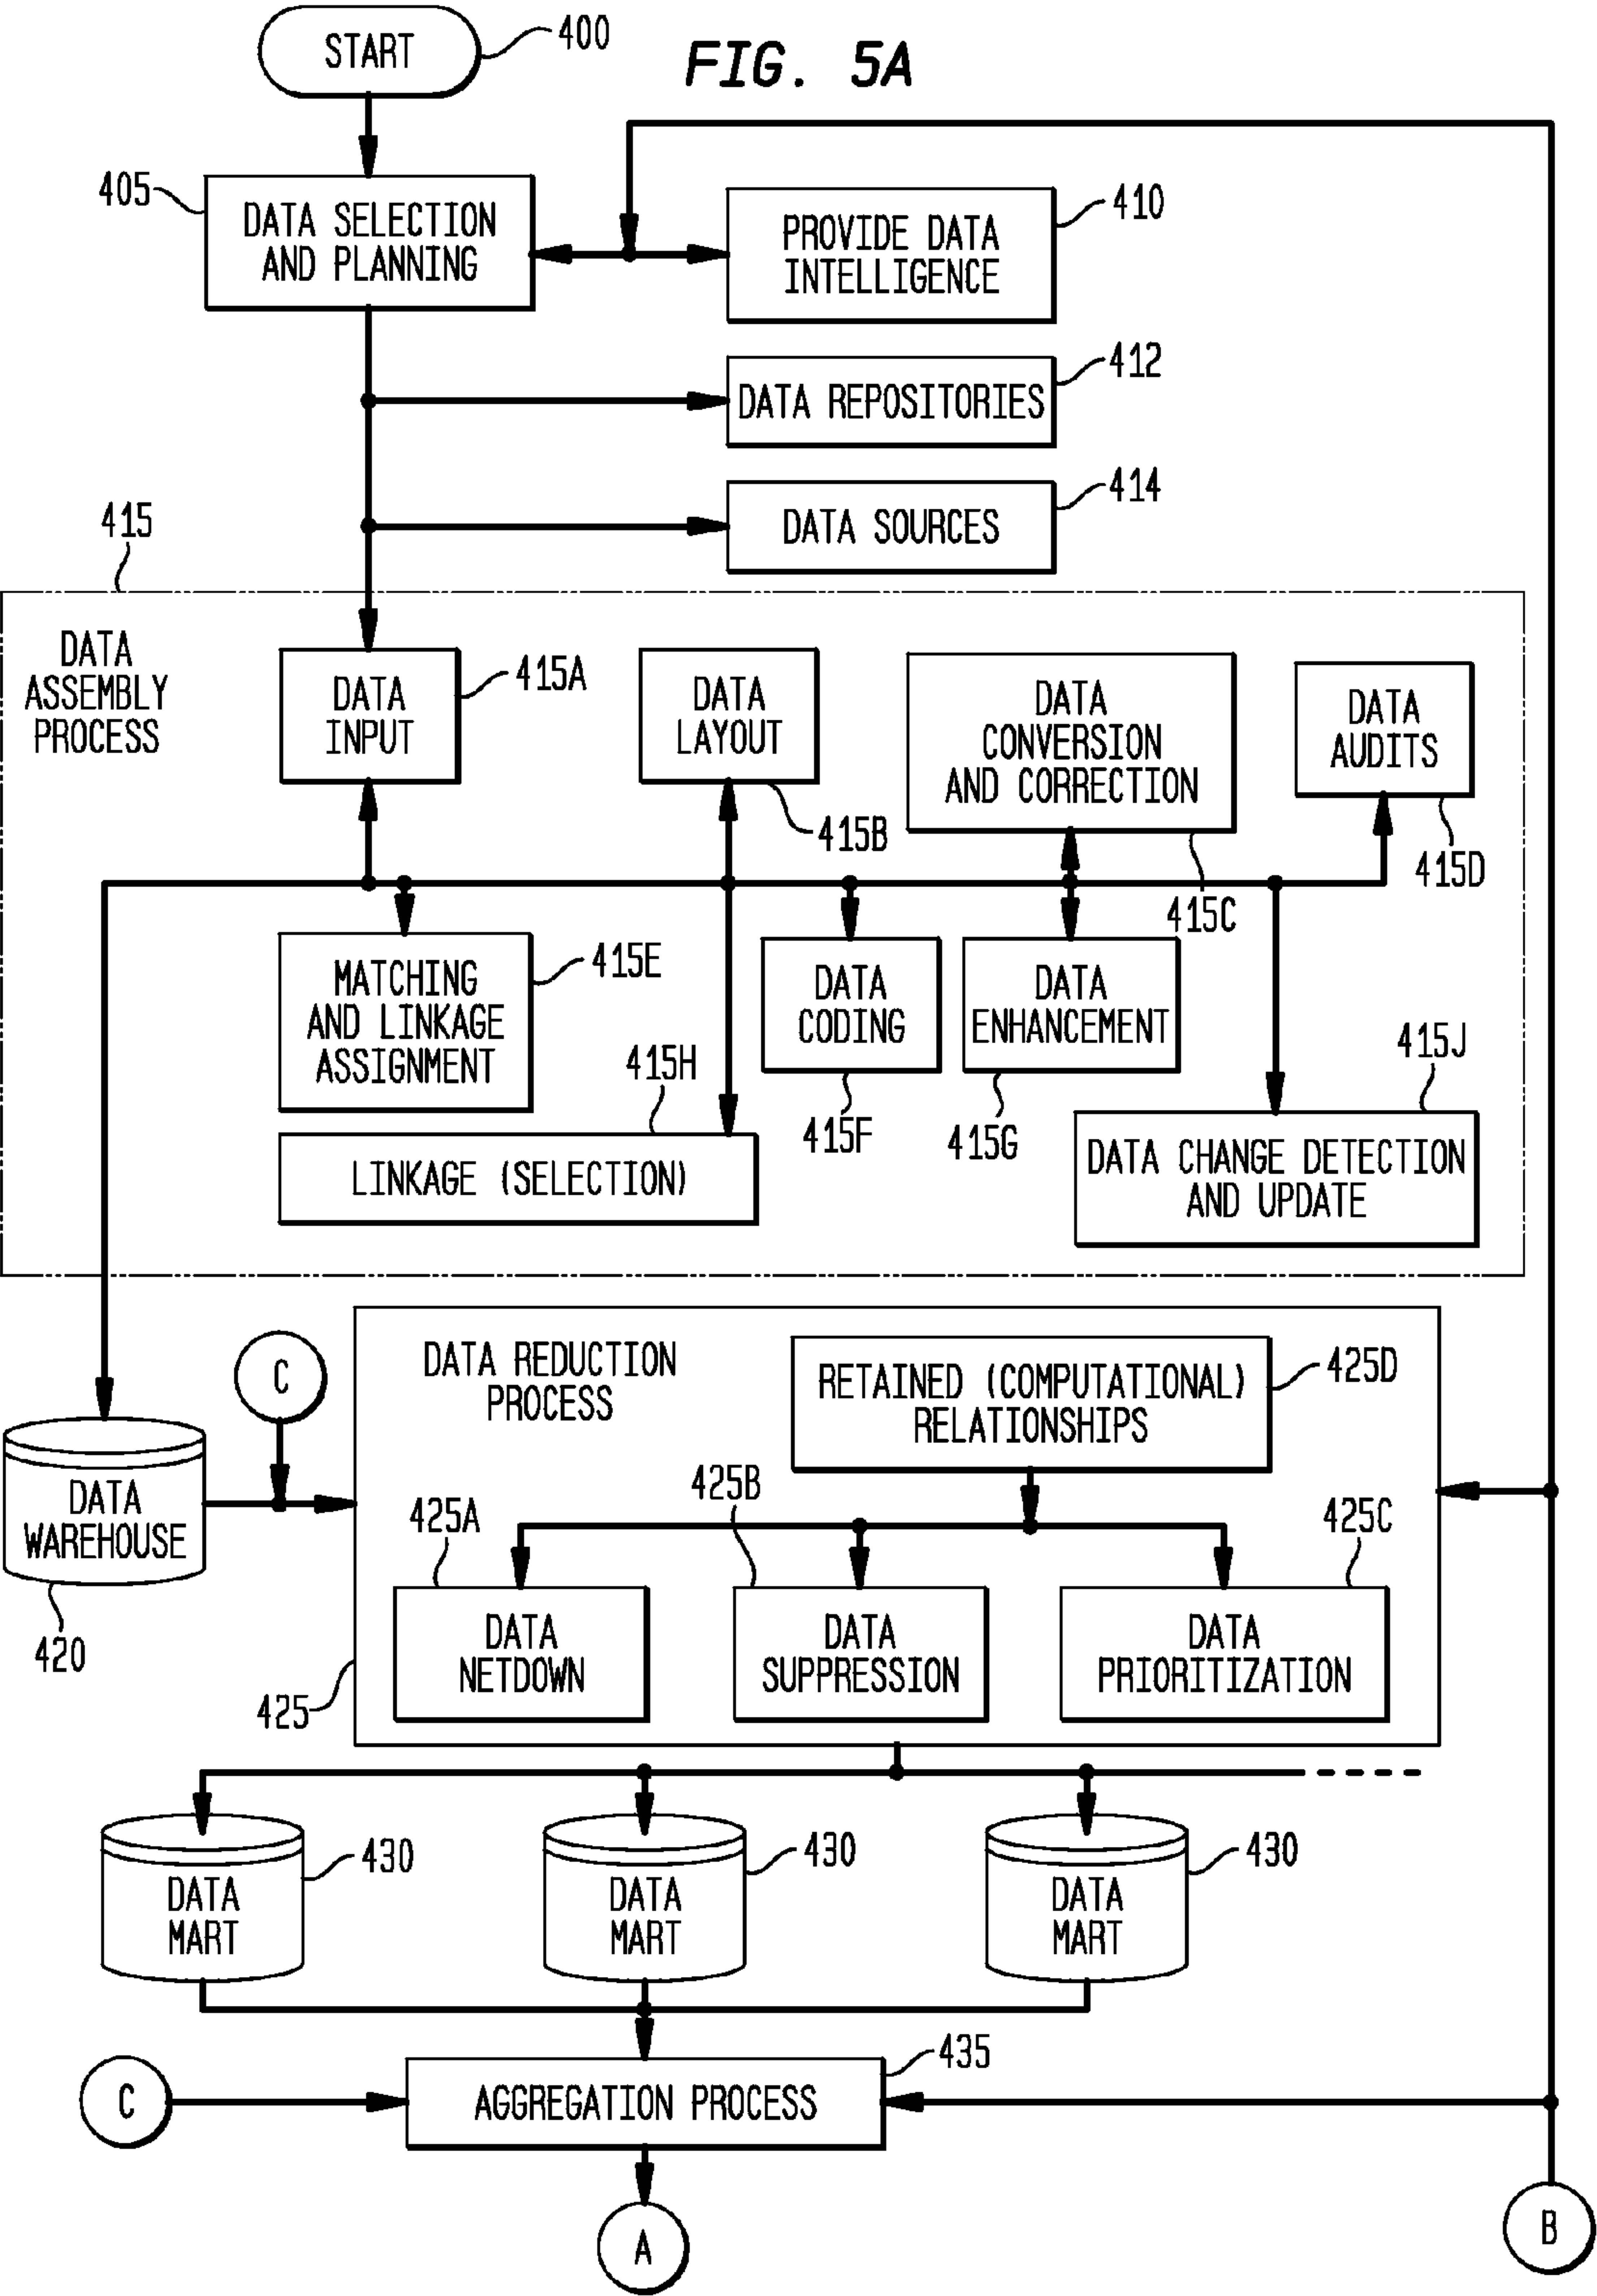 START
400
FIG. 5A
405
DATA SELECTION
AND PLANNING
PROVIDE DATA
INTELLIGENCE
410
DATA REPOSITORIES
412
DATA SOURCES
414
415
DATA
ASSEMBLY
PROCESS
DATA
INPUT
415A
DATA
LAYOUT
415B
DATA
CONVERSION
AND CORRECTION
415C
DATA
AUDITS
415D
MATCHING
AND LINKAGE
ASSIGNMENT
415E
DATA
CODING
415F
DATA
ENHANCEMENT
415G
415H
LINKAGE (SELECTION)
415J
DATA CHANGE DETECTION
AND UPDATE
C
DATA
WAREHOUSE
420
DATA REDUCTION
PROCESS
425
RETAINED (COMPUTATIONAL)
RELATIONSHIPS
425D
425A
DATA
NETDOWN
425B
DATA
SUPPRESSION
425C
DATA
PRIORITIZATION
DATA
MART
430
DATA
MART
430
DATA
MART
430
C
AGGREGATION PROCESS
435
A
B